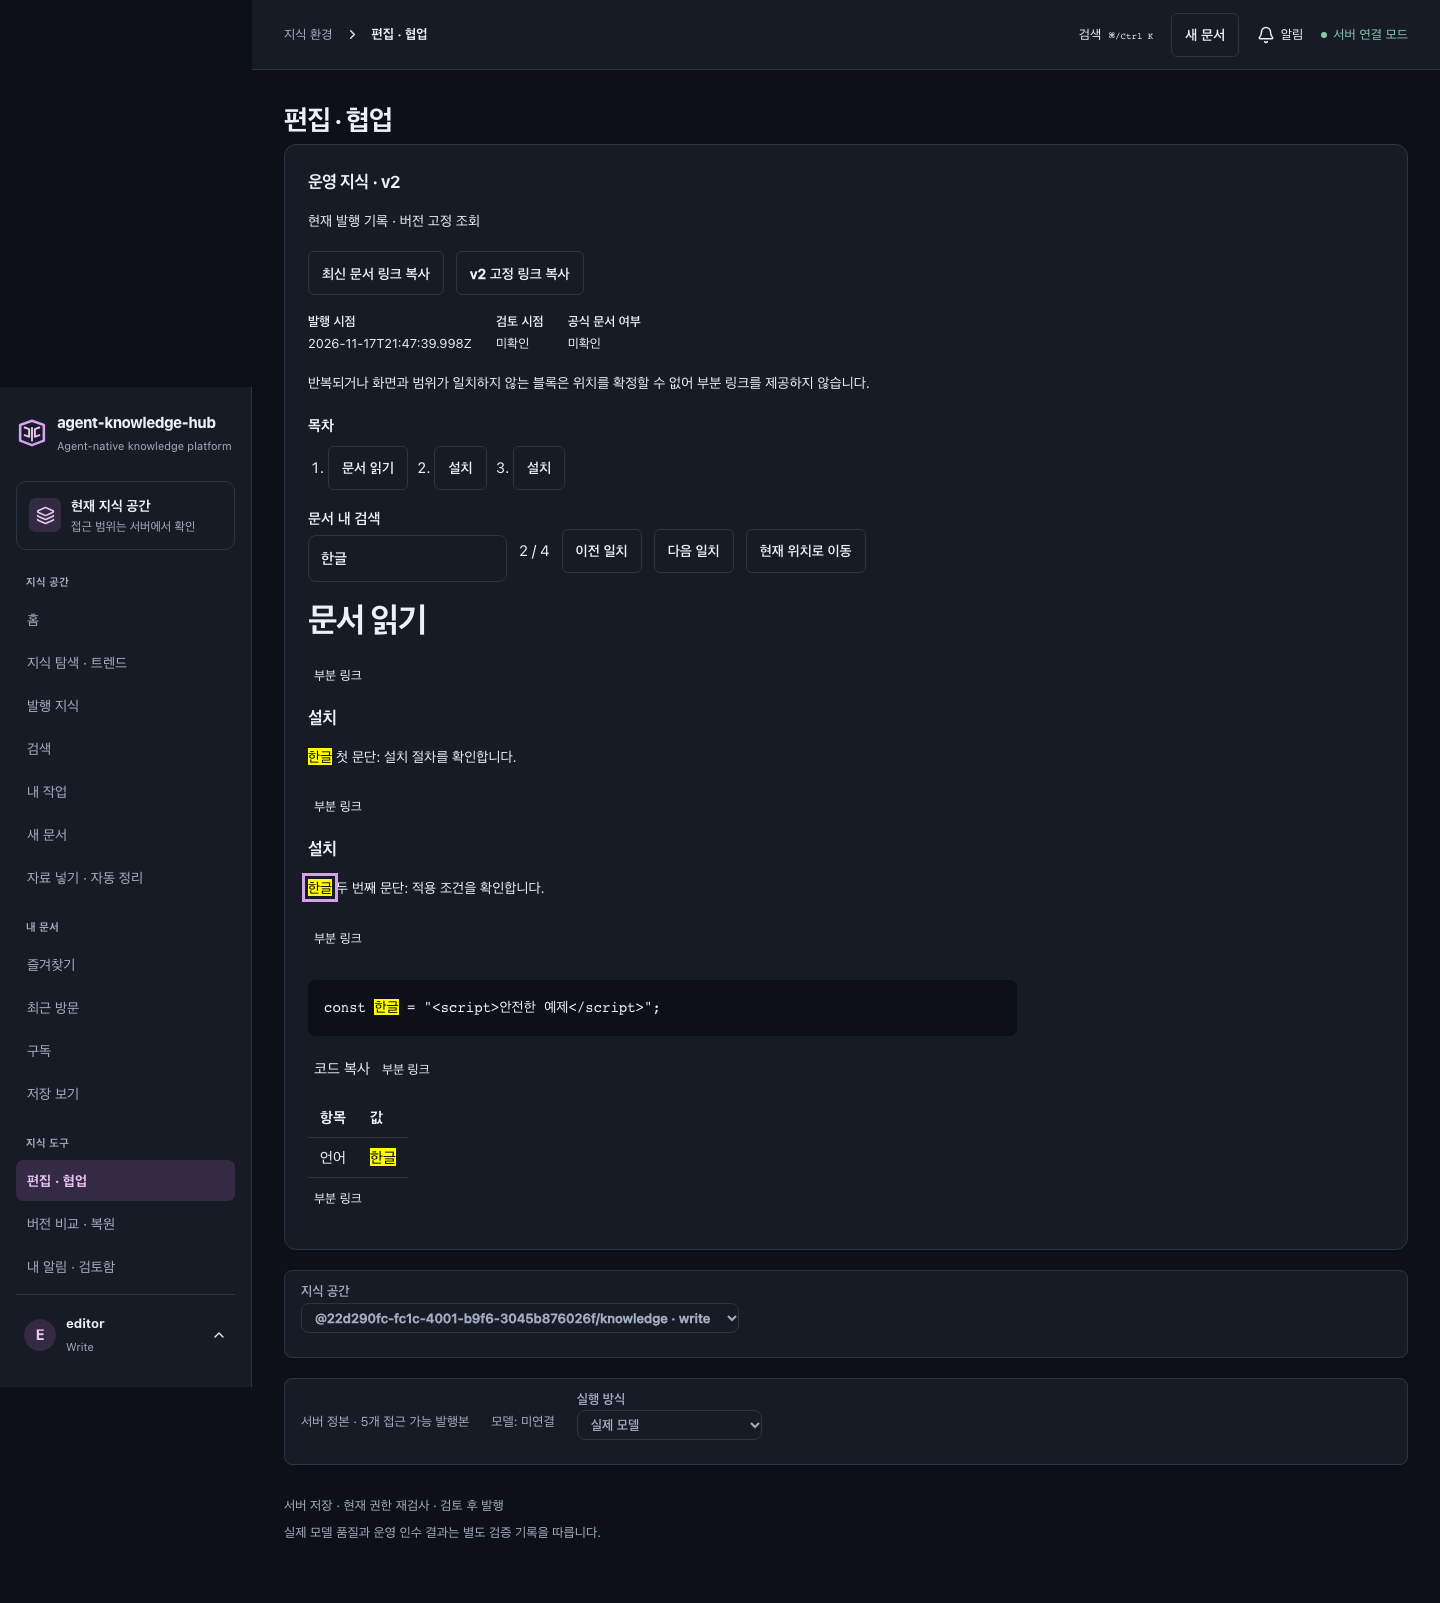 지식 환경 > 편집 · 협업
검색 ⌘/Ctrl K
새 문서
알림
서버 연결 모드
agent-knowledge-hub
Agent-native knowledge platform
현재 지식 공간
접근 범위는 서버에서 확인
지식 공간
홈
지식 탐색 · 트렌드
발행 지식
검색
내 작업
새 문서
자료 넣기 · 자동 정리
내 문서
즐겨찾기
최근 방문
구독
저장 보기
지식 도구
편집 · 협업
버전 비교 · 복원
내 알림 · 검토함
E
editor
Write
편집 · 협업
운영 지식 · v2
현재 발행 기록 · 버전 고정 조회
최신 문서 링크 복사 v2 고정 링크 복사
발행 시점 검토 시점 공식 문서 여부
2026-11-17T21:47:39.998Z 미확인 미확인
반복되거나 화면과 범위가 일치하지 않는 블록은 위치를 확정할 수 없어 부분 링크를 제공하지 않습니다.
목차
1. 문서 읽기 2. 설치 3. 설치
문서 내 검색
한글 2 / 4 이전 일치 다음 일치 현재 위치로 이동
문서 읽기
부분 링크
설치
한글 첫 문단: 설치 절차를 확인합니다.
부분 링크
설치
한글 두 번째 문단: 적용 조건을 확인합니다.
부분 링크
const 한글 = "<script>안전한 예제</script>";
코드 복사 부분 링크
항목 값
언어 한글
부분 링크
지식 공간
@22d290fc-fc1c-4001-b9f6-3045b876026f/knowledge · write
서버 정본 · 5개 접근 가능 발행본 모델: 미연결
실행 방식
실제 모델
서버 저장 · 현재 권한 재검사 · 검토 후 발행
실제 모델 품질과 운영 인수 결과는 별도 검증 기록을 따릅니다.